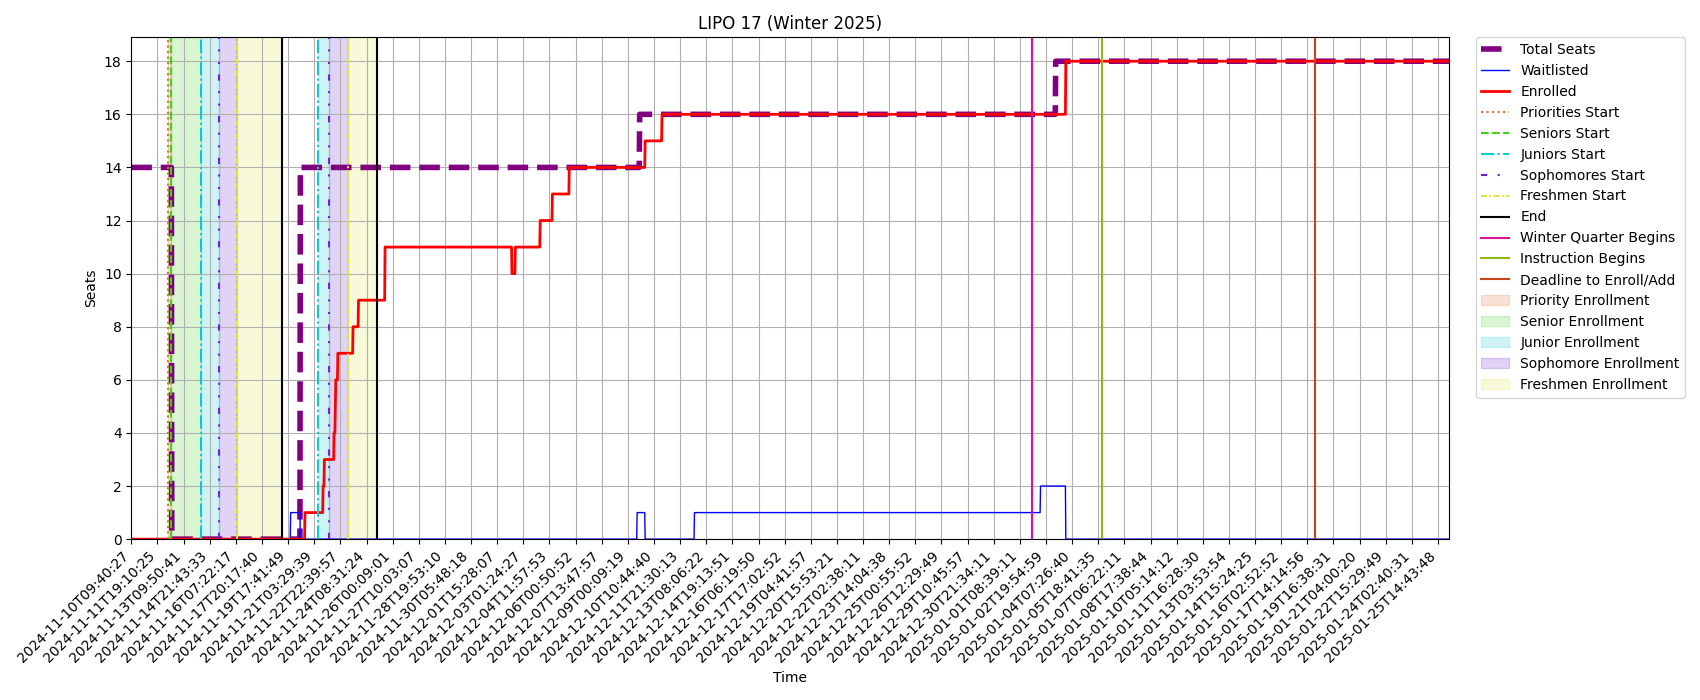 LIPO 17 (Winter 2025)
Seats
18
16
14
12
10
8
6
4
2
0
2024-11-10T09:40:27
2024-11-11T19:10:25
2024-11-13T09:50:41
2024-11-14T21:43:33
2024-11-16T07:22:17
2024-11-17T20:17:40
2024-11-19T17:41:49
2024-11-21T03:29:39
2024-11-22T22:39:57
2024-11-24T08:31:24
2024-11-26T00:09:01
2024-11-27T11:03:07
2024-11-28T19:53:10
2024-11-30T05:48:18
2024-12-01T15:28:07
2024-12-03T01:24:27
2024-12-04T11:57:53
2024-12-06T00:50:52
2024-12-07T13:47:57
2024-12-09T00:09:19
2024-12-10T10:44:40
2024-12-11T21:30:13
2024-12-13T08:06:22
2024-12-14T19:13:51
2024-12-16T06:19:50
2024-12-17T17:02:52
2024-12-19T04:41:57
2024-12-20T15:53:21
2024-12-22T02:38:11
2024-12-23T14:04:38
2024-12-25T00:55:52
2024-12-26T12:29:49
2024-12-29T10:45:57
2024-12-30T21:34:11
2025-01-01T08:39:11
2025-01-02T19:54:59
2025-01-04T07:26:40
2025-01-05T18:41:35
2025-01-07T06:22:11
2025-01-08T17:38:44
2025-01-10T05:14:12
2025-01-11T16:28:30
2025-01-13T03:53:54
2025-01-14T15:24:25
2025-01-16T02:52:52
2025-01-17T14:14:56
2025-01-19T16:38:31
2025-01-21T04:00:20
2025-01-22T15:29:49
2025-01-24T02:40:31
2025-01-25T14:43:48
Time
Total Seats
Waitlisted
Enrolled
Priorities Start
Seniors Start
Juniors Start
Sophomores Start
Freshmen Start
End
Winter Quarter Begins
Instruction Begins
Deadline to Enroll/Add
Priority Enrollment
Senior Enrollment
Junior Enrollment
Sophomore Enrollment
Freshmen Enrollment